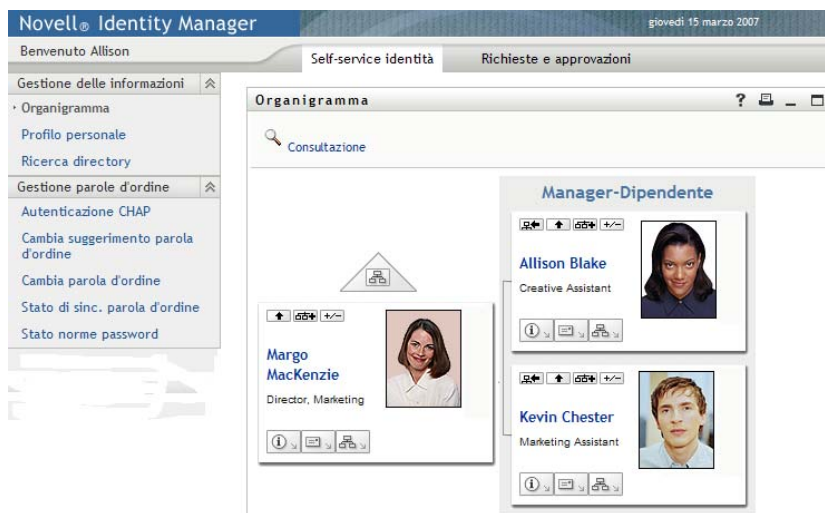 Novell® Identity Manager
giovedì 15 marzo 2007
Benvenuto Allison
Self-service identità
Richieste e approvazioni
Gestione delle informazioni
Organigramma
Profilo personale
Ricerca directory
Gestione parole d'ordine
Autenticazione CHAP
Cambia suggerimento parola
d'ordine
Cambia parola d'ordine
Stato di sinc. parola d'ordine
Stato norme password
Organigramma
?
Consultazione
Manager-Dipendente
+/-
Margo
MacKenzie
Director, Marketing
+/-
Allison Blake
Creative Assistant
+/-
Kevin Chester
Marketing Assistant